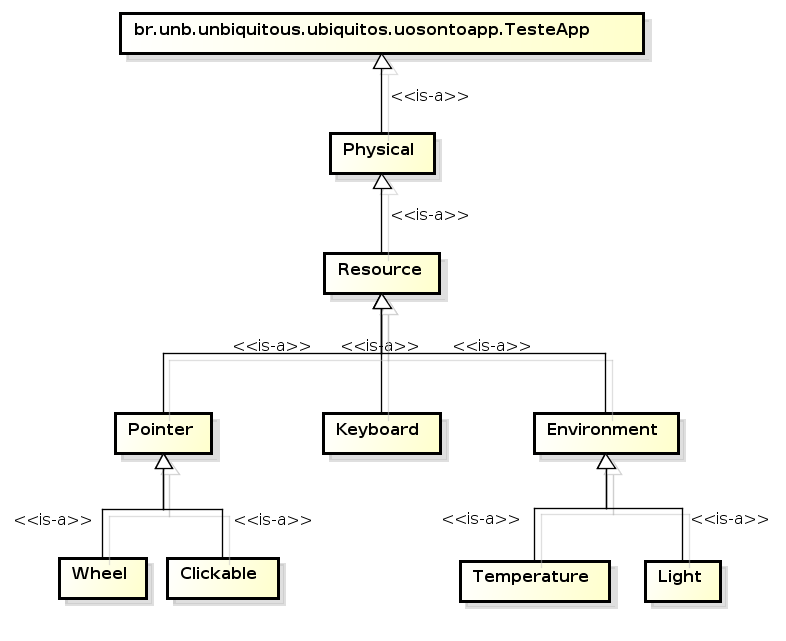 br.unb.unbiquitous.ubiquitos.uosontoapp.TesteApp
<<is-a>>
Physical
<<is-a>>
Resource
<<is-a>> <<is-a>> <<is-a>>
Pointer Keyboard Environment
<<is-a>> <<is-a>> <<is-a>> <<is-a>>
Wheel Clickable Temperature Light